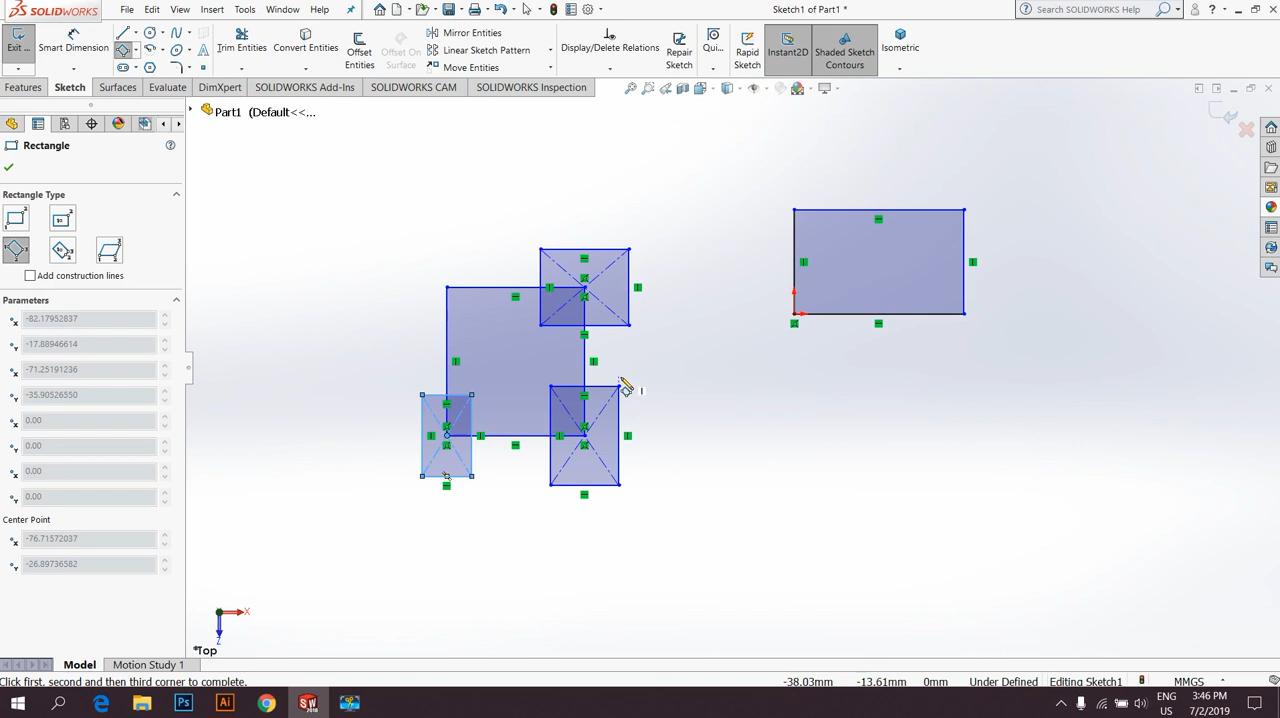 SOLIDWORKS
File Edit View Insert Tools Window Help
Sketch1 of Part1 *
Search SOLIDWORKS Help
Exit ...
Smart Dimension
Trim Entities
Convert Entities
Offset Entities
Offset On Surface
Mirror Entities
Linear Sketch Pattern
Move Entities
Display/Delete Relations
Repair Sketch
Qui...
Rapid Sketch
Instant2D
Shaded Sketch Contours
Isometric
Features Sketch Surfaces Evaluate DimXpert SOLIDWORKS Add-Ins SOLIDWORKS CAM SOLIDWORKS Inspection
Part1 (Default<<...
Rectangle
Rectangle Type
Add construction lines
Parameters
-82.17952837
-17.88946614
-71.25191236
-35.90526550
0.00
0.00
0.00
0.00
Center Point
-76.71572037
-26.89736582
X
Z
*Top
Model Motion Study 1
Click first, second and then third corner to complete.
-38.03mm -13.61mm 0mm Under Defined Editing Sketch1 MMGS
ENG
US
3:46 PM
7/2/2019